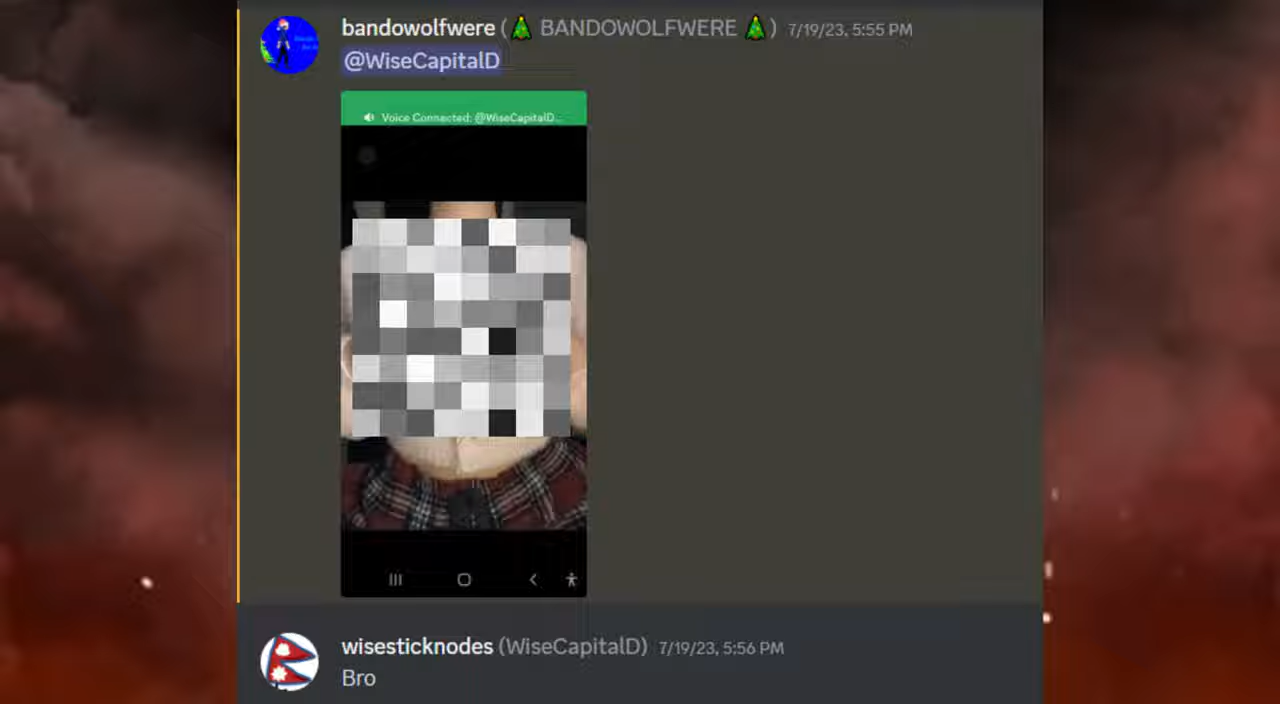 bandowolfwere (🎄 BANDOWOLFWERE 🎄) 7/19/23, 5:55 PM
@WiseCapitalD
Voice Connected: @WiseCapitalD...
wisesticknodes (WiseCapitalD) 7/19/23, 5:56 PM
Bro